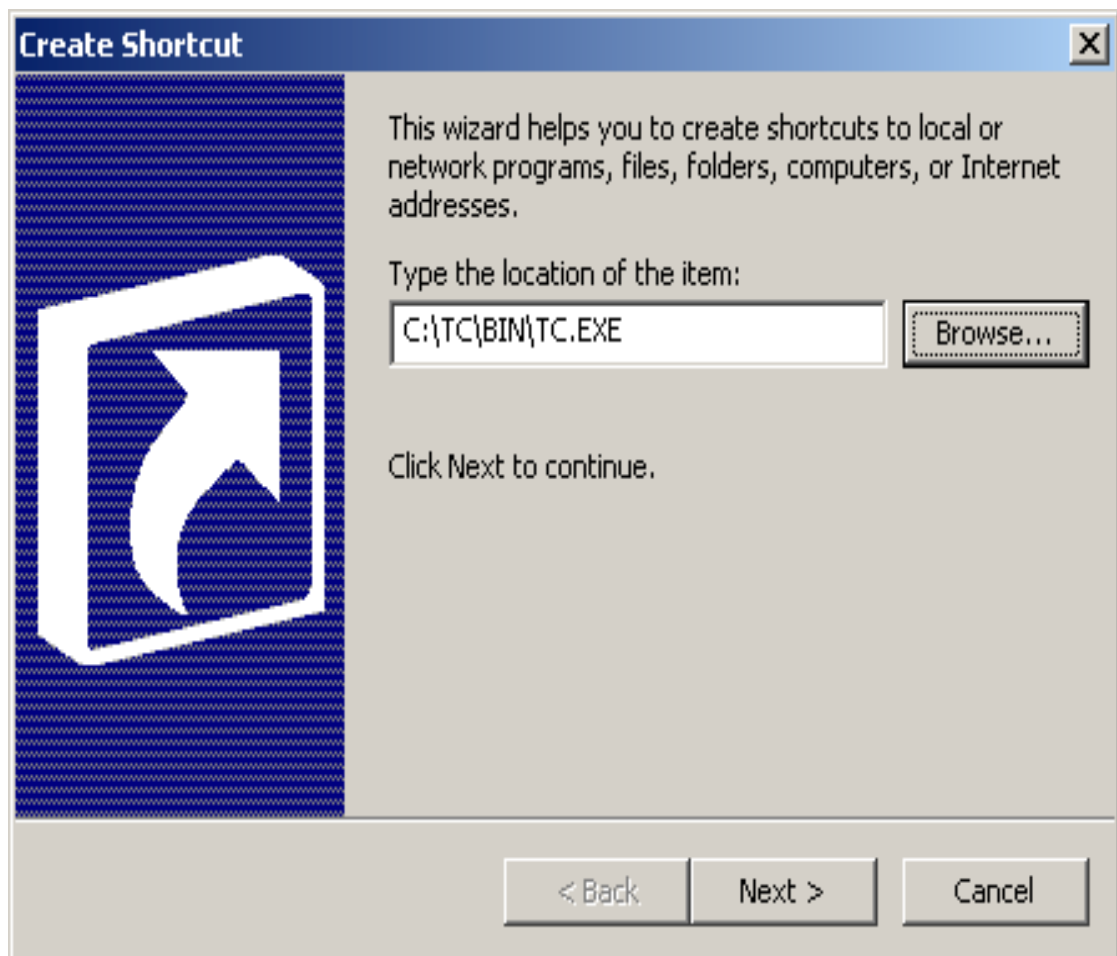 Create Shortcut
This wizard helps you to create shortcuts to local or
network programs, files, folders, computers, or Internet
addresses.
Type the location of the item:
C:\TC\BIN\TC.EXE
Browse...
Click Next to continue.
< Back
Next >
Cancel